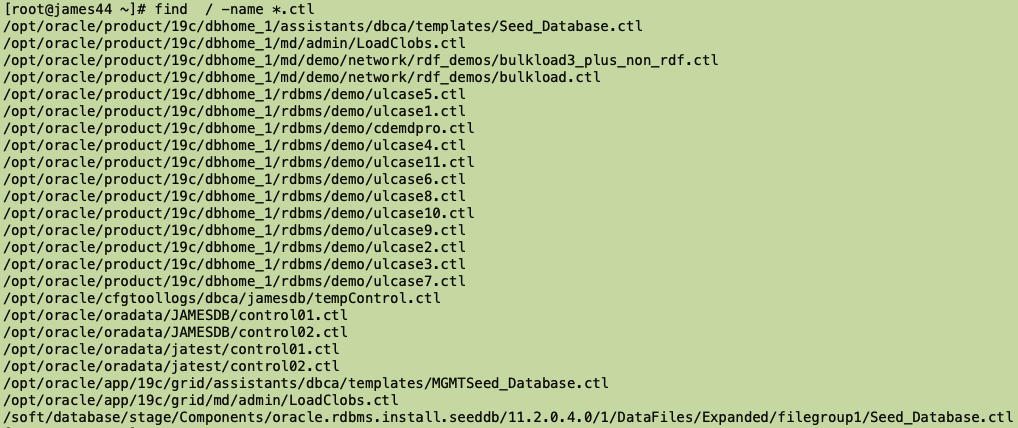 [root@james44 ~]# find  / -name *.ctl
/opt/oracle/product/19c/dbhome_1/assistants/dbca/templates/Seed_Database.ctl
/opt/oracle/product/19c/dbhome_1/md/admin/LoadClobs.ctl
/opt/oracle/product/19c/dbhome_1/md/demo/network/rdf_demos/bulkload3_plus_non_rdf.ctl
/opt/oracle/product/19c/dbhome_1/md/demo/network/rdf_demos/bulkload.ctl
/opt/oracle/product/19c/dbhome_1/rdbms/demo/ulcase5.ctl
/opt/oracle/product/19c/dbhome_1/rdbms/demo/ulcase1.ctl
/opt/oracle/product/19c/dbhome_1/rdbms/demo/cdemdpro.ctl
/opt/oracle/product/19c/dbhome_1/rdbms/demo/ulcase4.ctl
/opt/oracle/product/19c/dbhome_1/rdbms/demo/ulcase11.ctl
/opt/oracle/product/19c/dbhome_1/rdbms/demo/ulcase6.ctl
/opt/oracle/product/19c/dbhome_1/rdbms/demo/ulcase8.ctl
/opt/oracle/product/19c/dbhome_1/rdbms/demo/ulcase10.ctl
/opt/oracle/product/19c/dbhome_1/rdbms/demo/ulcase9.ctl
/opt/oracle/product/19c/dbhome_1/rdbms/demo/ulcase2.ctl
/opt/oracle/product/19c/dbhome_1/rdbms/demo/ulcase3.ctl
/opt/oracle/product/19c/dbhome_1/rdbms/demo/ulcase7.ctl
/opt/oracle/cfgtoollogs/dbca/jamesdb/tempControl.ctl
/opt/oracle/oradata/JAMESDB/control01.ctl
/opt/oracle/oradata/JAMESDB/control02.ctl
/opt/oracle/oradata/jatest/control01.ctl
/opt/oracle/oradata/jatest/control02.ctl
/opt/oracle/app/19c/grid/assistants/dbca/templates/MGMTSeed_Database.ctl
/opt/oracle/app/19c/grid/md/admin/LoadClobs.ctl
/soft/database/stage/Components/oracle.rdbms.install.seeddb/11.2.0.4.0/1/DataFiles/Expanded/filegroup1/Seed_Database.ctl